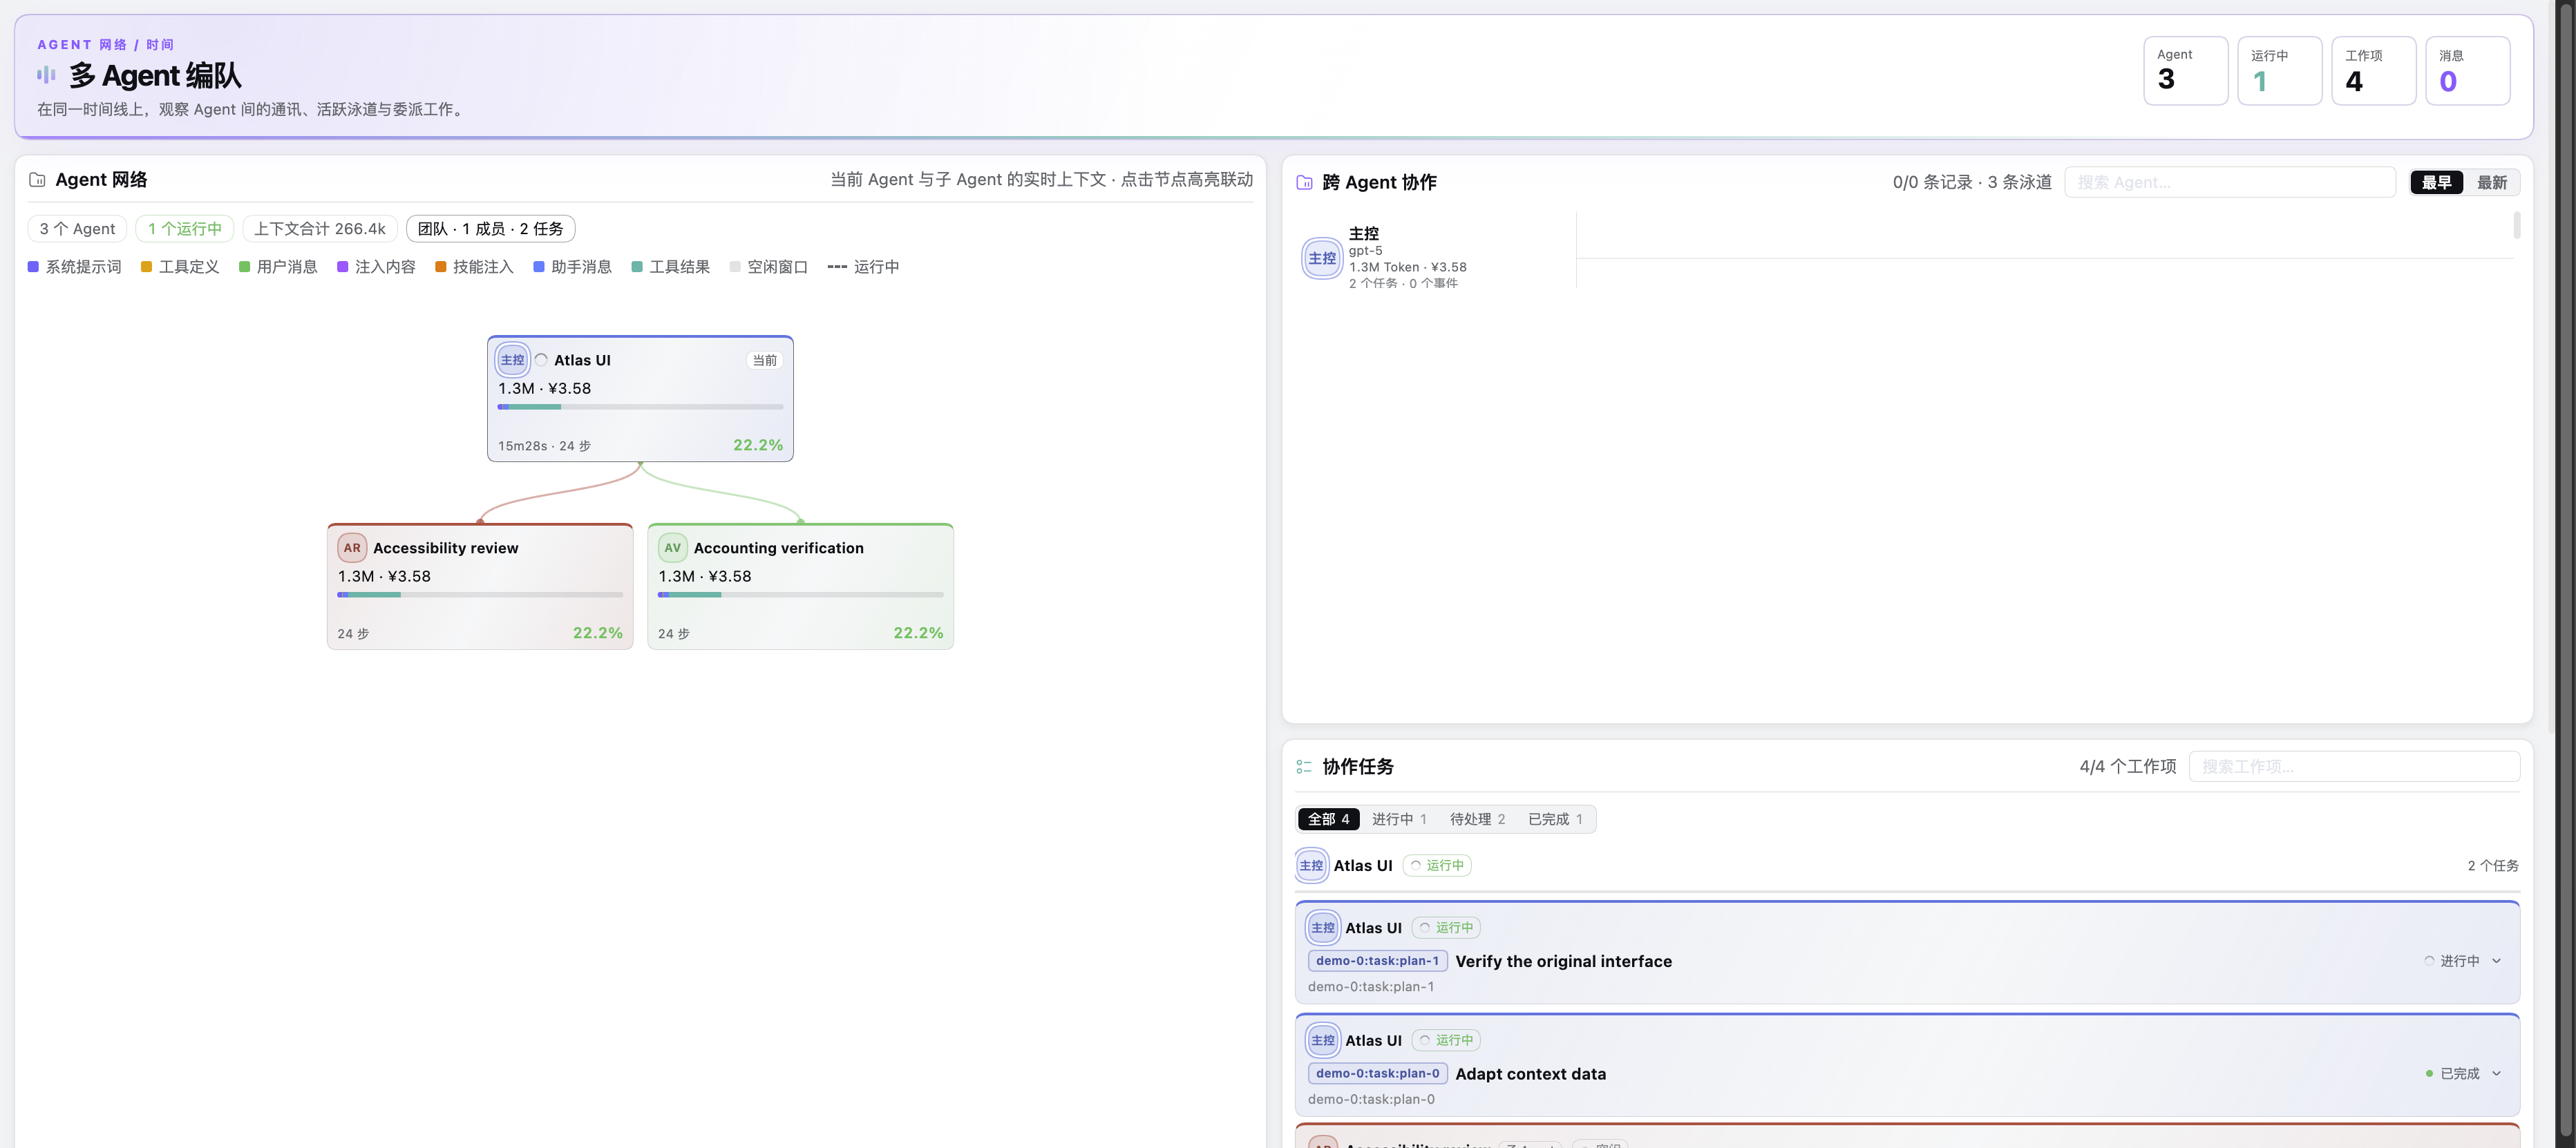 AGENT 网络 / 时间
多 Agent 编队
在同一时间线上，观察 Agent 间的通讯、活跃泳道与委派工作。
Agent
3
运行中
1
工作项
4
消息
0
Agent 网络
当前 Agent 与子 Agent 的实时上下文 · 点击节点高亮联动
3 个 Agent
1 个运行中
上下文合计 266.4k
团队 · 1 成员 · 2 任务
系统提示词
工具定义
用户消息
注入内容
技能注入
助手消息
工具结果
空闲窗口
运行中
主控
Atlas UI
当前
1.3M · ¥3.58
15m28s · 24 步
22.2%
AR
Accessibility review
1.3M · ¥3.58
24 步
22.2%
AV
Accounting verification
1.3M · ¥3.58
24 步
22.2%
跨 Agent 协作
0/0 条记录 · 3 条泳道
搜索 Agent...
最早
最新
主控
主控
gpt-5
1.3M Token · ¥3.58
2 个任务 · 0 个事件
协作任务
4/4 个工作项
搜索工作项...
全部 4
进行中 1
待处理 2
已完成 1
主控
Atlas UI
运行中
2 个任务
主控
Atlas UI
运行中
demo-0:task:plan-1
Verify the original interface
进行中
demo-0:task:plan-1
主控
Atlas UI
运行中
demo-0:task:plan-0
Adapt context data
已完成
demo-0:task:plan-0
Accessibility review